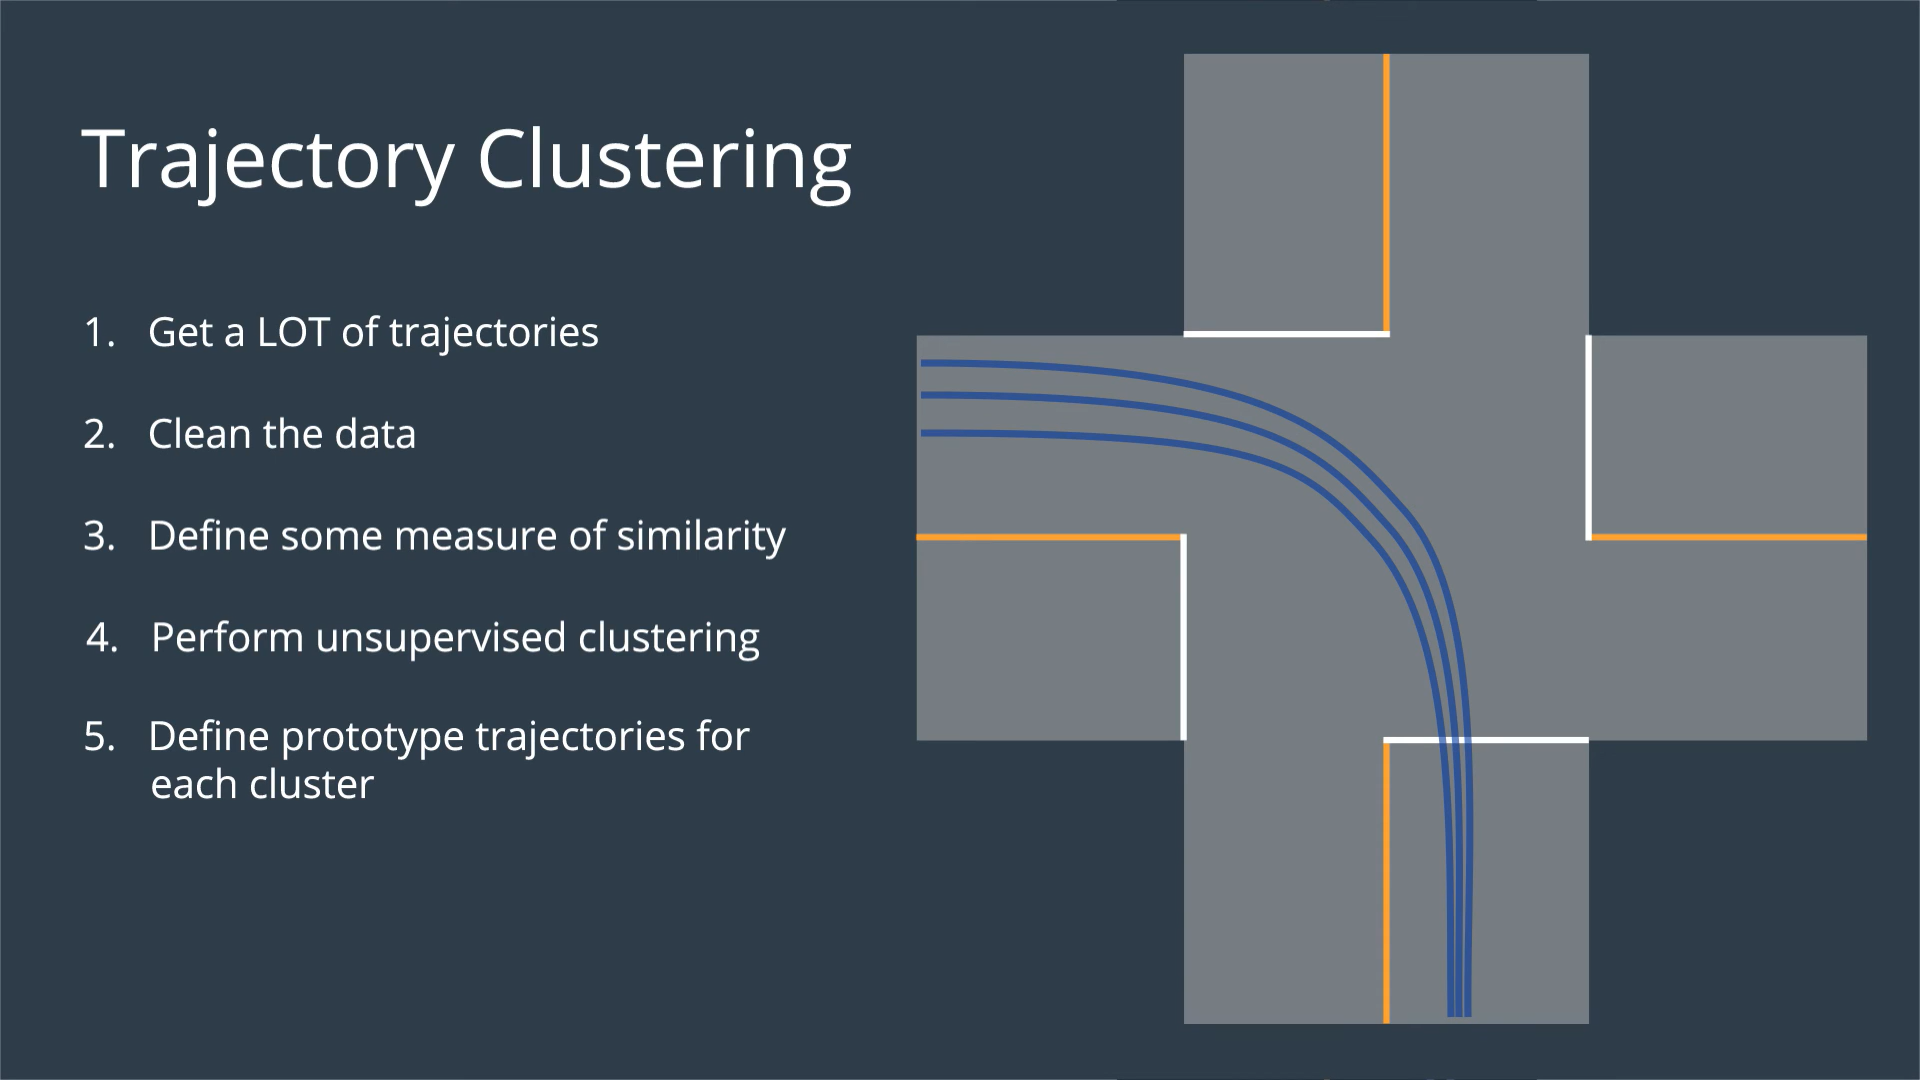 Trajectory Clustering
1. Get a LOT of trajectories
2. Clean the data
3. Define some measure of similarity
4. Perform unsupervised clustering
5. Define prototype trajectories for
each cluster